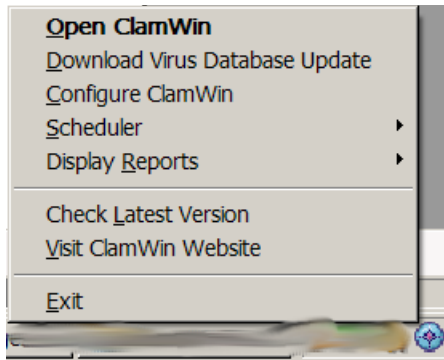 Open ClamWin
Download Virus Database Update
Configure ClamWin
Scheduler
Display Reports
Check Latest Version
Visit ClamWin Website
Exit